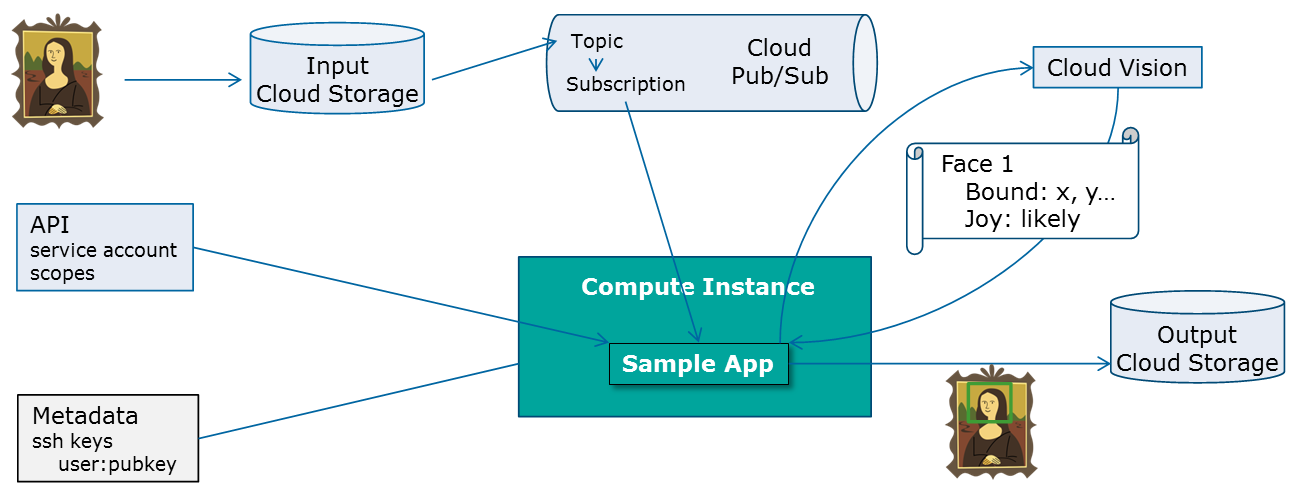 Input
Cloud Storage
Topic
Subscription
Cloud
Pub/Sub
Cloud Vision
Face 1
Bound: x, y…
Joy: likely
API
service account
scopes
Compute Instance
Sample App
Output
Cloud Storage
Metadata
ssh keys
user:pubkey